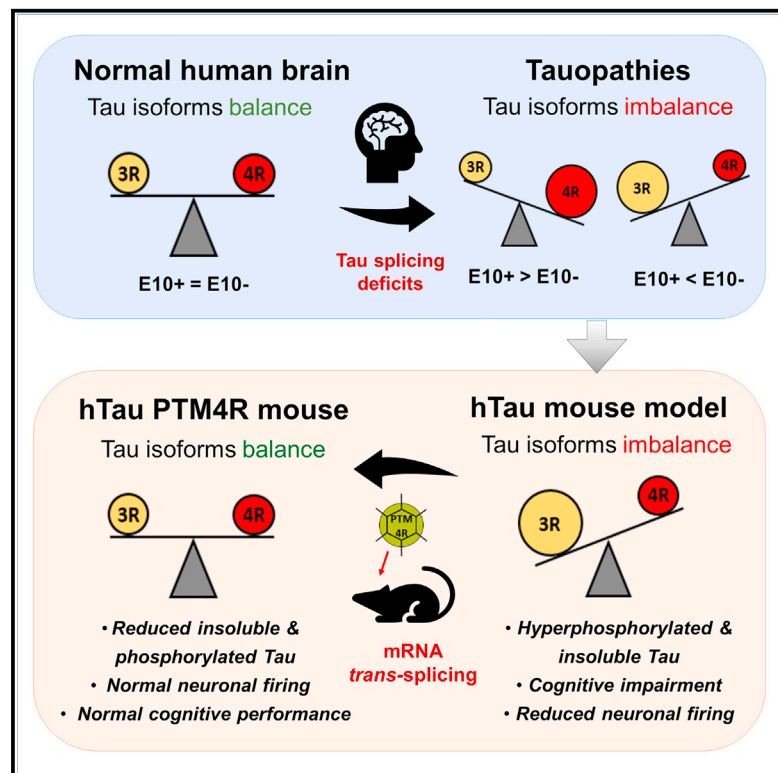 Normal human brain
Tau isoforms balance
3R
4R
E10+ = E10-
Tau splicing
deficits
Tauopathies
Tau isoforms imbalance
3R
4R
3R
4R
E10+ > E10-
E10+ < E10-
hTau PTM4R mouse
Tau isoforms balance
3R
4R
• Reduced insoluble &
phosphorylated Tau
• Normal neuronal firing
• Normal cognitive performance
PTM
4R
mRNA
trans-splicing
hTau mouse model
Tau isoforms imbalance
3R
4R
• Hyperphosphorylated &
insoluble Tau
• Cognitive impairment
• Reduced neuronal firing